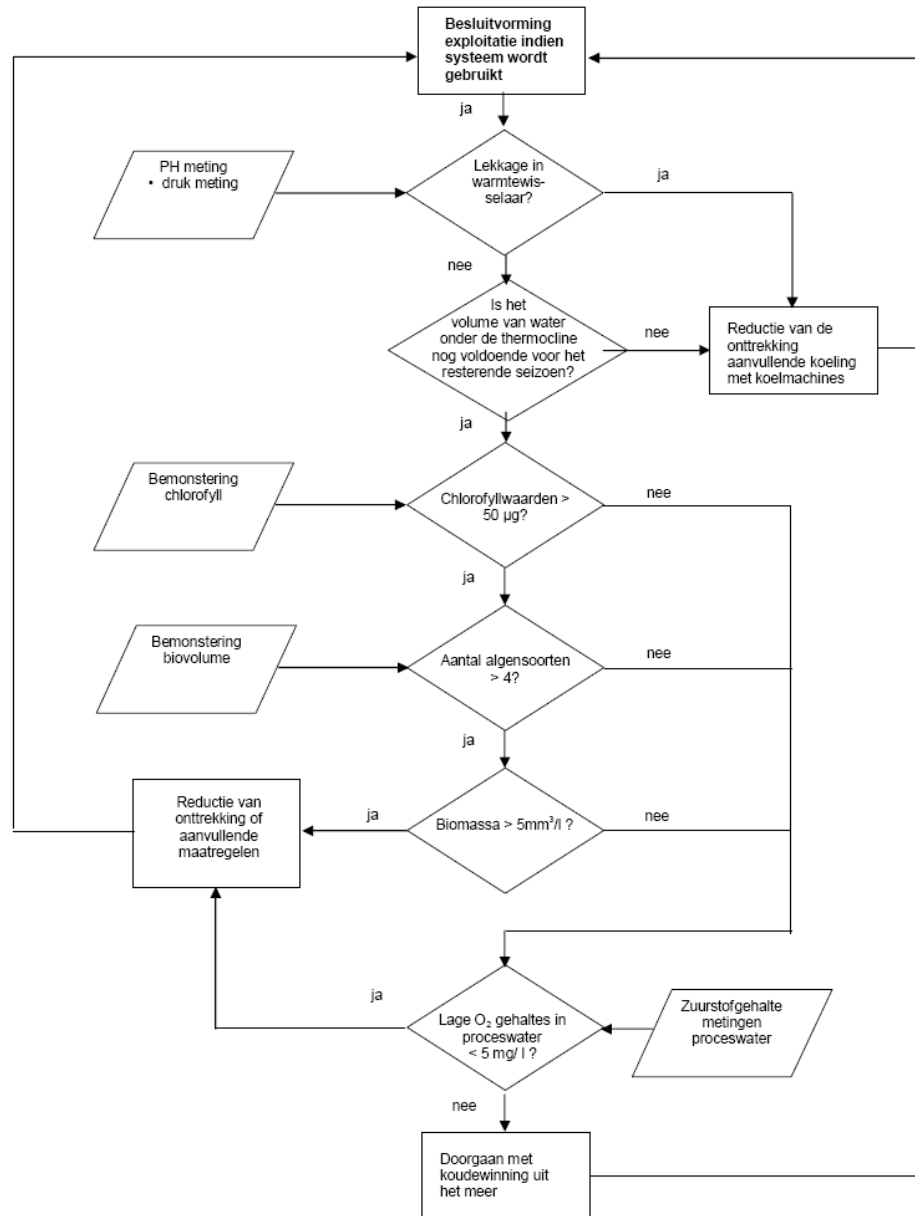 Besluitvorming
exploitatie indien
systeem wordt
gebruikt
ja
PH meting
• druk meting
Lekkage in
warmtewis-
selaar?
ja
nee
Is het
volume van water
onder de thermocline
nog voldoende voor het
resterende seizoen?
nee
Reductie van de
onttrekking
aanvullende koeling
met koelmachines
ja
Bemonstering
chlorofyll
Chlorofyllwaarden >
50 µg?
nee
ja
Bemonstering
biovolume
Aantal algensoorten
> 4?
nee
ja
Reductie van
onttrekking of
aanvullende
maatregelen
ja
Biomassa > 5mm³/l ?
nee
ja
Lage O₂ gehaltes in
proceswater
< 5 mg/ l ?
Zuurstofgehalte
metingen
proceswater
nee
Doorgaan met
koudewinning uit
het meer